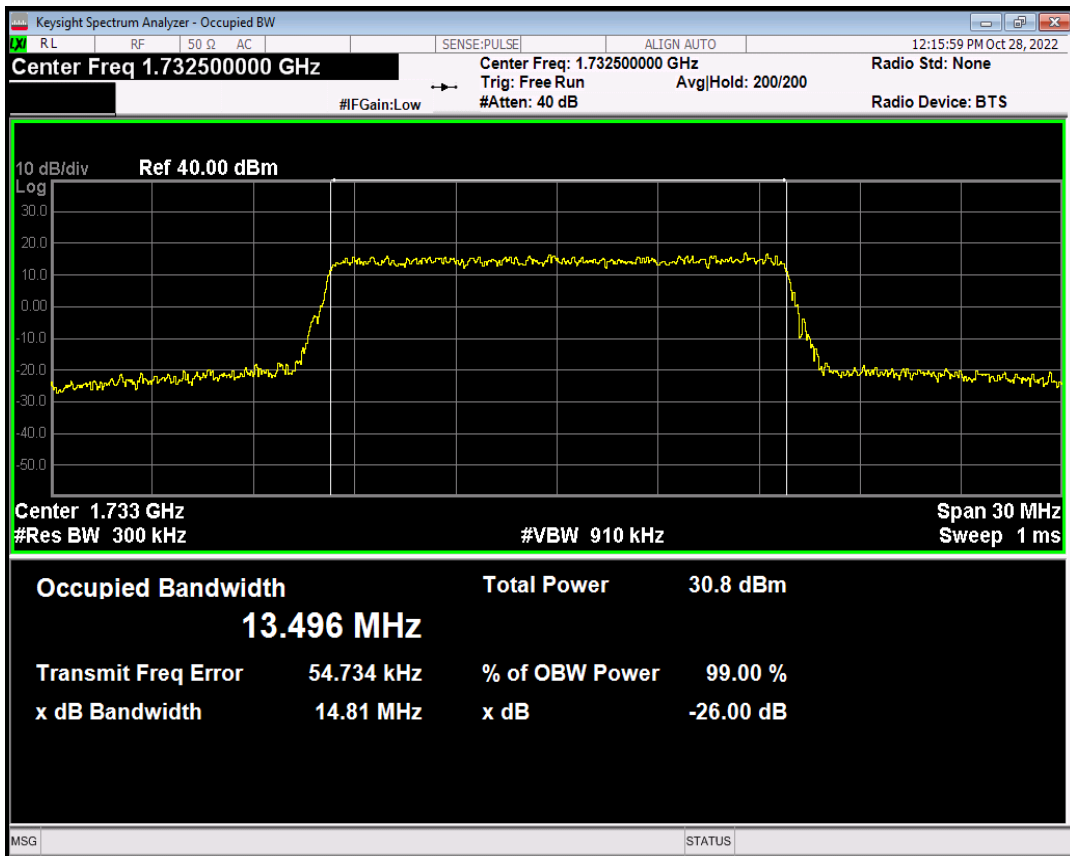 Keysight Spectrum Analyzer - Occupied BW
LXI RL RF 50 Ω AC SENSE:PULSE ALIGN AUTO 12:15:59 PM Oct 28, 2022
Center Freq 1.732500000 GHz Center Freq: 1.732500000 GHz Radio Std: None
Trig: Free Run Avg|Hold: 200/200
#IFGain:Low #Atten: 40 dB Radio Device: BTS
10 dB/div Ref 40.00 dBm
Log
30.0
20.0
10.0
0.00
-10.0
-20.0
-30.0
-40.0
-50.0
Center 1.733 GHz Span 30 MHz
#Res BW 300 kHz #VBW 910 kHz Sweep 1 ms
Occupied Bandwidth Total Power 30.8 dBm
13.496 MHz
Transmit Freq Error 54.734 kHz % of OBW Power 99.00 %
x dB Bandwidth 14.81 MHz x dB -26.00 dB
MSG STATUS